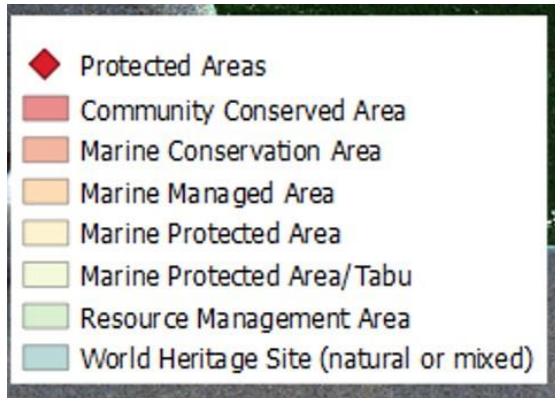 Protected Areas
Community Conserved Area
Marine Conservation Area
Marine Managed Area
Marine Protected Area
Marine Protected Area/Tabu
Resource Management Area
World Heritage Site (natural or mixed)